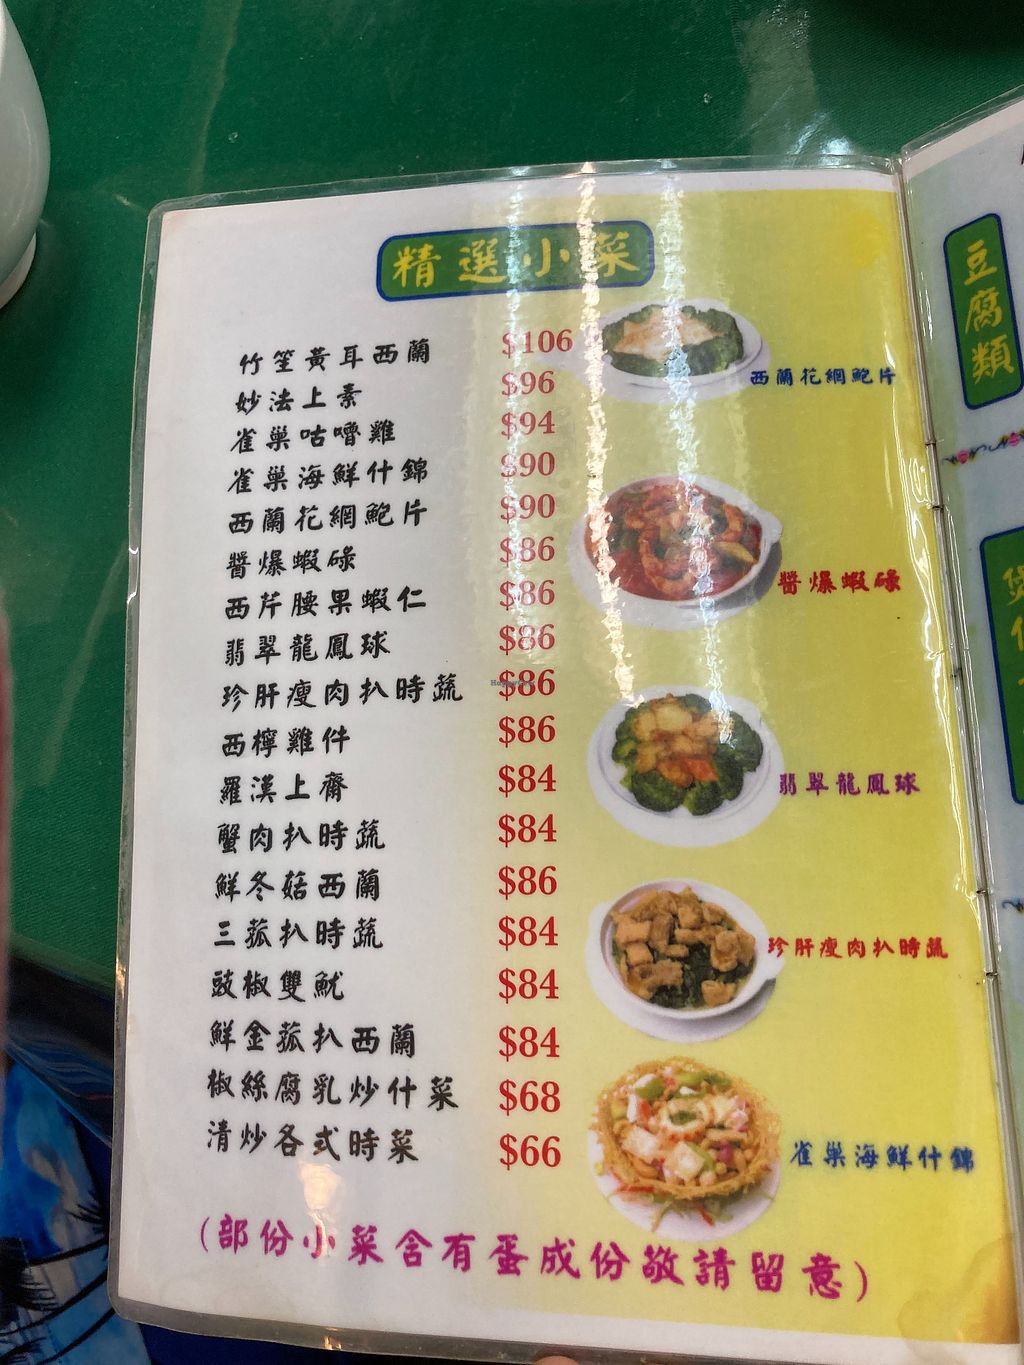 精選小菜
竹笙黃耳西蘭 $106
妙法上素 $96
雀巢咕嚕雞 $94
雀巢海鮮什錦 $90
西蘭花網鮑片 $90
醬爆蝦碌 $86
西芹腰果蝦仁 $86
翡翠龍鳳球 $86
珍肝瘦肉扒時蔬 $86
西檸雞件 $86
羅漢上齋 $84
蟹肉扒時蔬 $84
鮮冬菇西蘭 $86
三菰扒時蔬 $84
豉椒雙魷 $84
鮮金菰扒西蘭 $84
椒絲腐乳炒什菜 $68
清炒各式時菜 $66
(部份小菜含有蛋成份敬請留意)
西蘭花網鮑片
醬爆蝦碌
翡翠龍鳳球
珍肝瘦肉扒時蔬
雀巢海鮮什錦
豆腐類